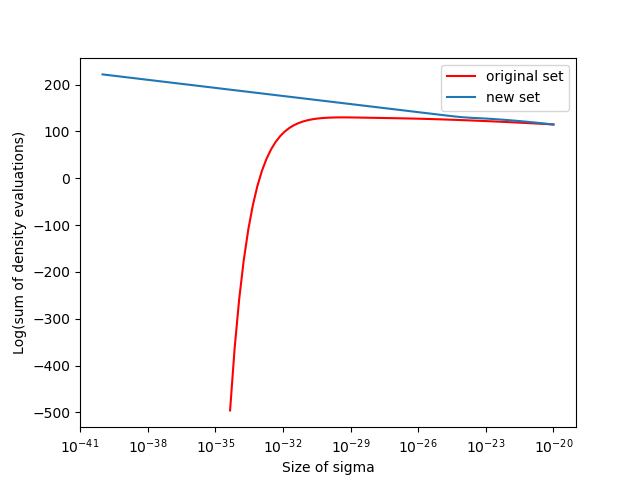 original set
new set
Log(sum of density evaluations)
200
100
0
−100
−200
−300
−400
−500
10⁻⁴¹ 10⁻³⁸ 10⁻³⁵ 10⁻³² 10⁻²⁹ 10⁻²⁶ 10⁻²³ 10⁻²⁰
Size of sigma